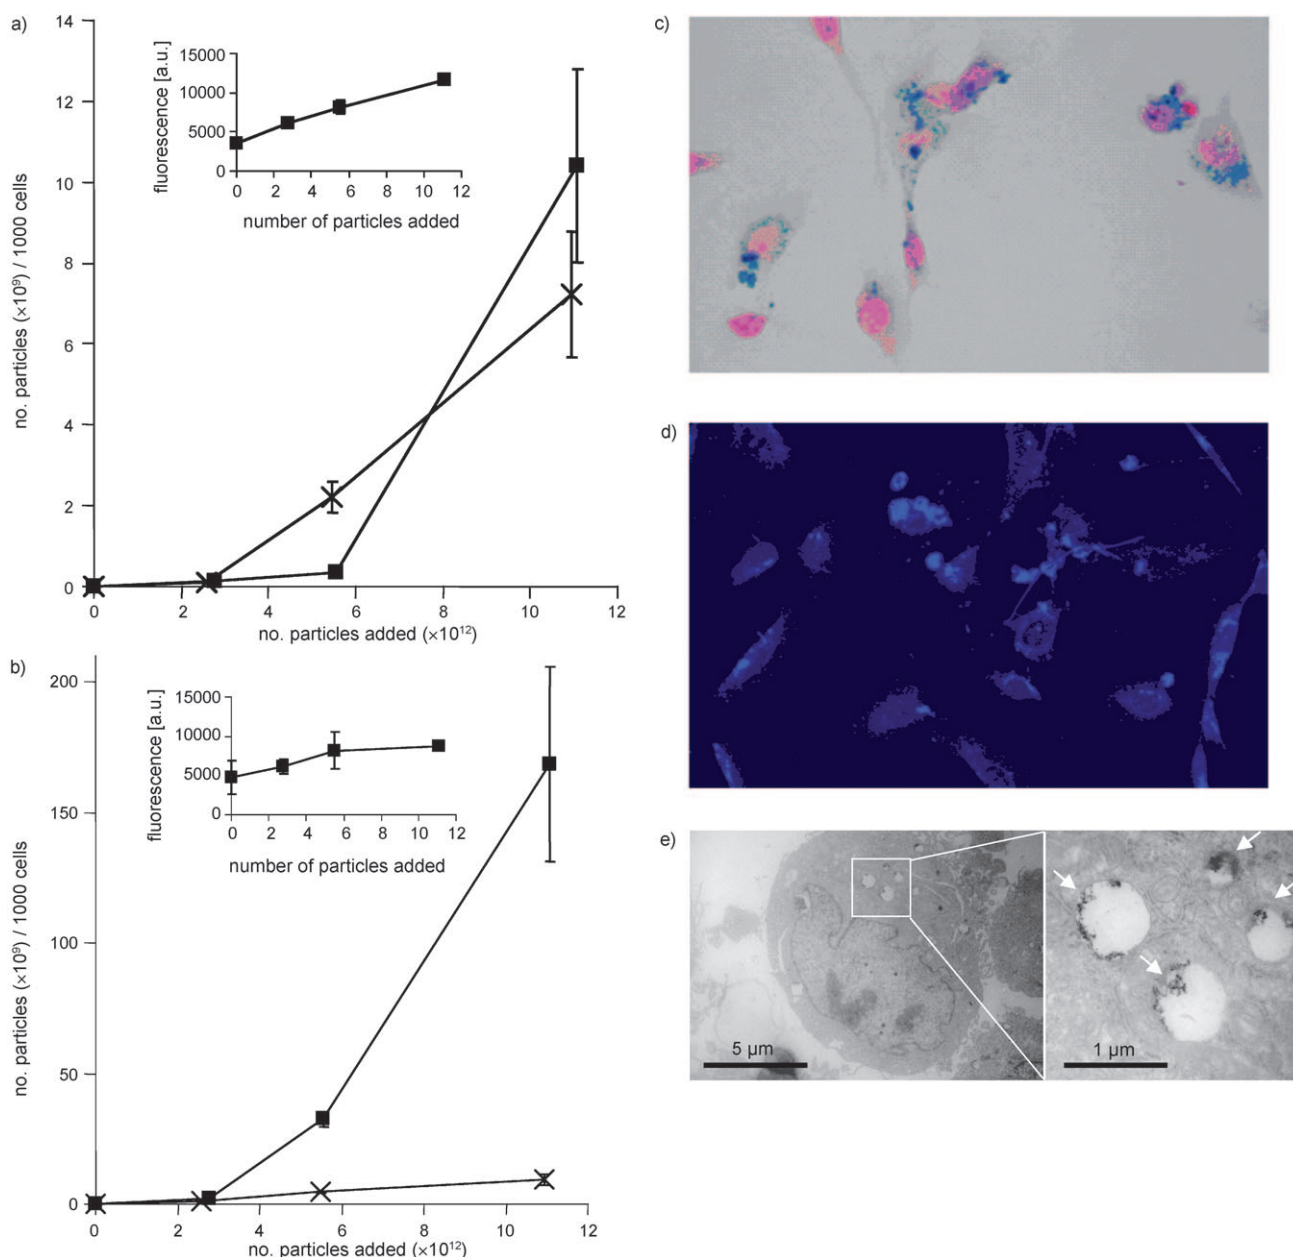 a)
no. particles (×10⁹) / 1000 cells
14
12
10
8
6
4
2
0
0 2 4 6 8 10 12
no. particles added (×10¹²)
fluorescence [a.u.]
15000
10000
5000
0
0 2 4 6 8 10 12
number of particles added
b)
no. particles (×10⁹) / 1000 cells
200
150
100
50
0
0 2 4 6 8 10 12
no. particles added (×10¹²)
fluorescence [a.u.]
15000
10000
5000
0
0 2 4 6 8 10 12
number of particles added
c)
d)
e)
5 µm
1 µm